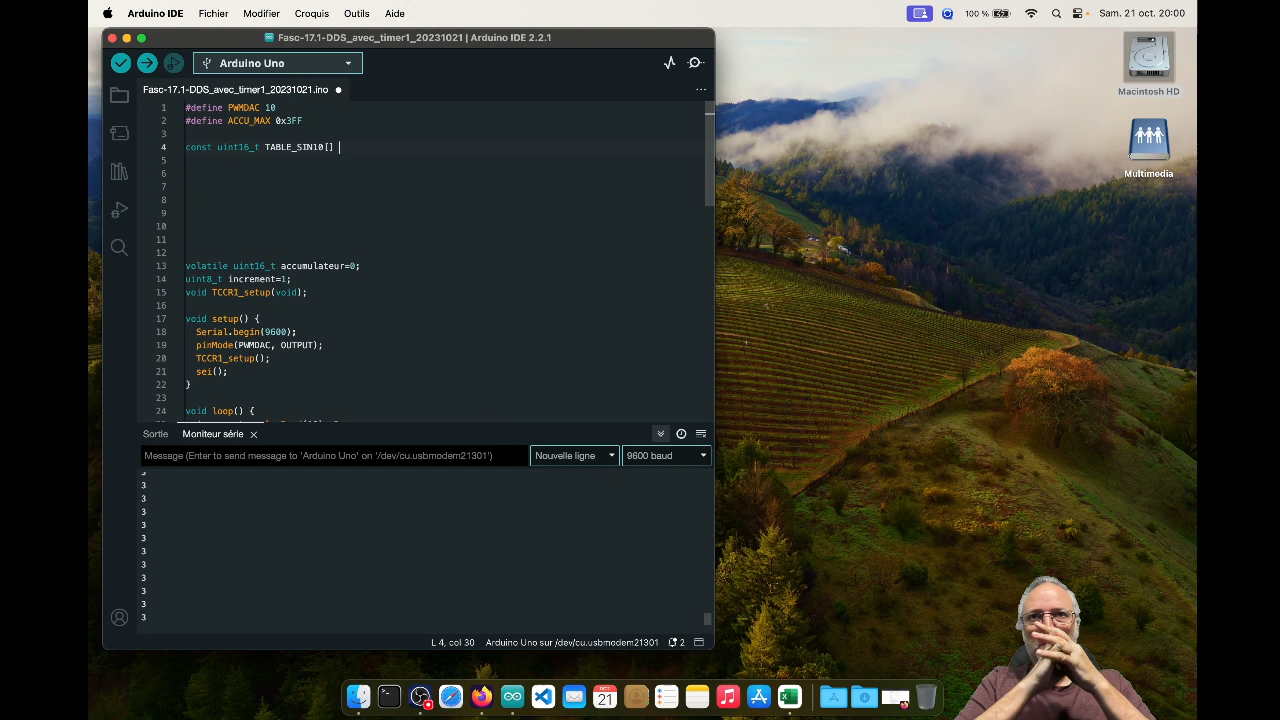 Arduino IDE Fichier Modifier Croquis Outils Aide 100 % Sam. 21 oct. 20:00
Fasc-17.1-DDS_avec_timer1_20231021 | Arduino IDE 2.2.1
Arduino Uno
Fasc-17.1-DDS_avec_timer1_20231021.ino
1 #define PWMDAC 10
2 #define ACCU_MAX 0x3FF
3
4 const uint16_t TABLE_SIN10[]
5
6
7
8
9
10
11
12
13 volatile uint16_t accumulateur=0;
14 uint8_t increment=1;
15 void TCCR1_setup(void);
16
17 void setup() {
18 Serial.begin(9600);
19 pinMode(PWMDAC, OUTPUT);
20 TCCR1_setup();
21 sei();
22 }
23
24 void loop() {
Sortie Moniteur série
Message (Enter to send message to 'Arduino Uno' on '/dev/cu.usbmodem21301') Nouvelle ligne 9600 baud
3
3
3
3
3
3
3
3
3
3
3
3
L 4, col 30 Arduino Uno sur /dev/cu.usbmodem21301 2
Macintosh HD
Multimedia
OCT
21